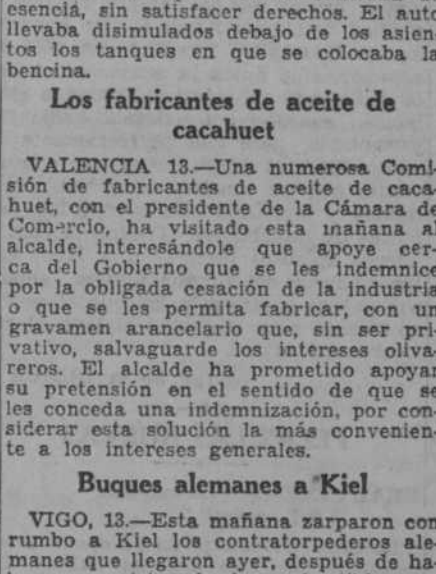 esencia, sin satisfacer derechos. El auto
llevaba disimulados debajo de los asien-
tos los tanques en que se colocaba la
bencina.
Los fabricantes de aceite de
cacahuet
VALENCIA 13.—Una numerosa Comi-
sión de fabricantes de aceite de caca-
huet, con el presidente de la Cámara de
Comercio, ha visitado esta mañana al
alcalde, interesándole que apoye cer-
ca del Gobierno que se les indemnice
por la obligada cesación de la industria
o que se les permita fabricar, con un
gravamen arancelario que, sin ser pri-
vativo, salvaguarde los intereses oliva-
reros. El alcalde ha prometido apoyar
su pretensión en el sentido de que se
les conceda una indemnización, por con-
siderar esta solución la más convenien-
te a los intereses generales.
Buques alemanes a Kiel
VIGO, 13.—Esta mañana zarparon con
rumbo a Kiel los contratorpederos ale-
manes que llegaron ayer, después de ha-